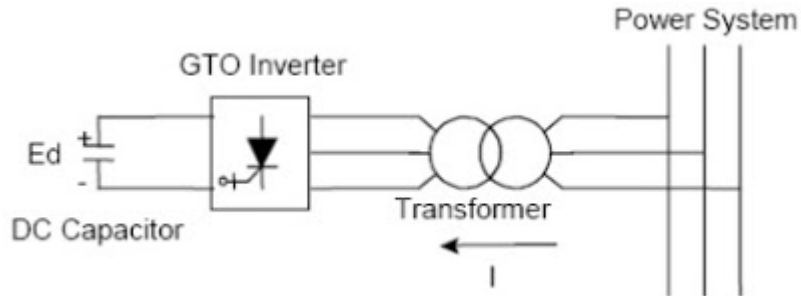 Power System
GTO Inverter
+
Ed
-
DC Capacitor
Transformer
I